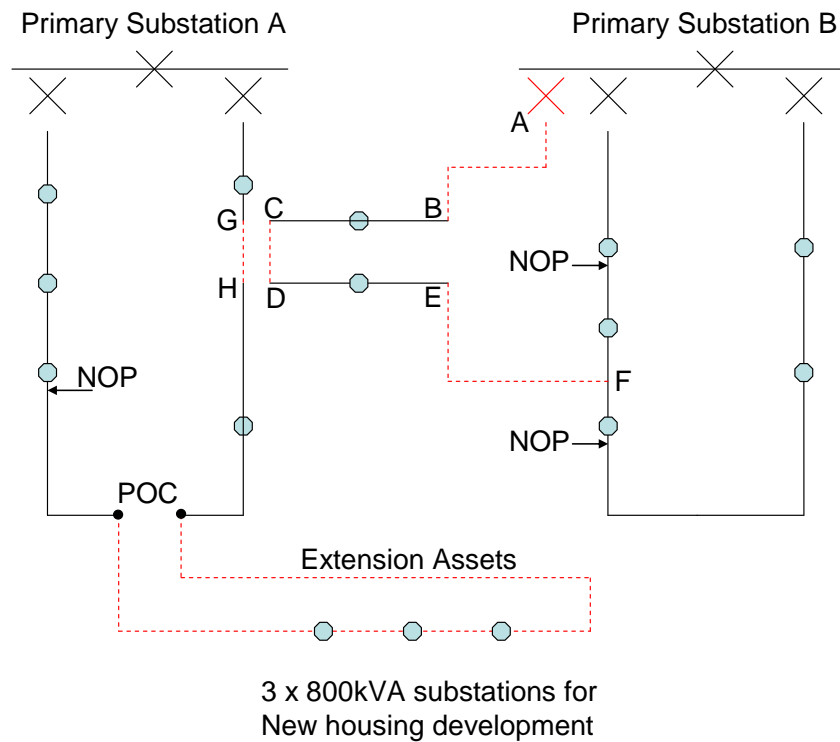 Primary Substation A
Primary Substation B
A
G
C
B
NOP
H
D
E
NOP
F
NOP
POC
Extension Assets
3 x 800kVA substations for
New housing development